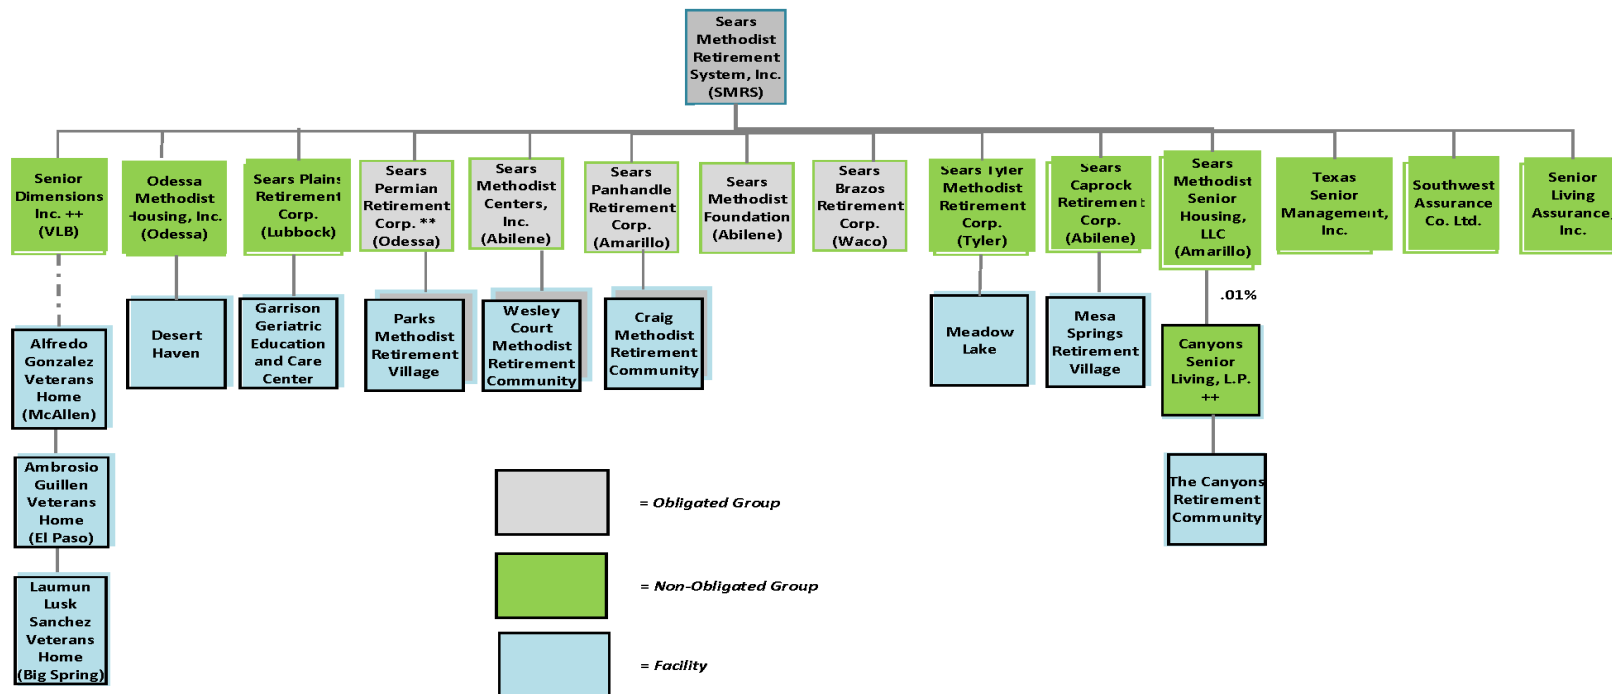 Sears
Methodist
Retirement
System, Inc.
(SMRS)
Senior
Dimensions
Inc. ++
(VLB)
Odessa
Methodist
Housing, Inc.
(Odessa)
Sears Plains
Retirement
Corp.
(Lubbock)
Sears
Permian
Retirement
Corp. **
(Odessa)
Sears
Methodist
Centers,
Inc.
(Abilene)
Sears
Panhandle
Retirement
Corp.
(Amarillo)
Sears
Methodist
Foundation
(Abilene)
Sears
Brazos
Retirement
Corp.
(Waco)
Sears Tyler
Methodist
Retirement
Corp.
(Tyler)
Sears
Caprock
Retirement
Corp.
(Abilene)
Sears
Methodist
Senior
Housing,
LLC
(Amarillo)
Texas
Senior
Management,
Inc.
Southwest
Assurance
Co. Ltd.
Senior
Living
Assurance,
Inc.
.01%
Alfredo
Gonzalez
Veterans
Home
(McAllen)
Desert
Haven
Garrison
Geriatric
Education
and Care
Center
Parks
Methodist
Retirement
Village
Wesley
Court
Methodist
Retirement
Community
Craig
Methodist
Retirement
Community
Meadow
Lake
Mesa
Springs
Retirement
Village
Canyons
Senior
Living, L.P.
++
Ambrosio
Guillen
Veterans
Home
(El Paso)
The Canyons
Retirement
Community
Laumun
Lusk
Sanchez
Veterans
Home
(Big Spring)
= Obligated Group
= Non-Obligated Group
= Facility